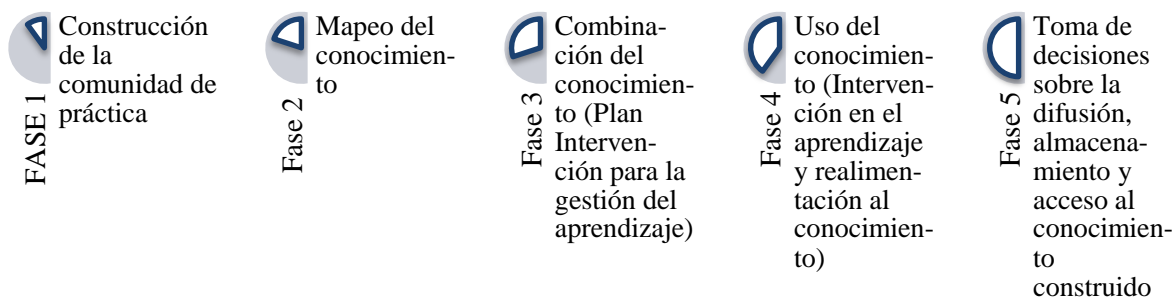 FASE 1
Construcción
de la
comunidad de
práctica
Fase 2
Mapeo del
conocimien-
to
Fase 3
Combina-
ción del
conocimien-
to (Plan
Interven-
ción para la
gestión del
aprendizaje)
Fase 4
Uso del
conocimien-
to (Interven-
ción en el
aprendizaje
y realimen-
tación al
conocimien-
to)
Fase 5
Toma de
decisiones
sobre la
difusión,
almacena-
miento y
acceso al
conocimien-
to
construido